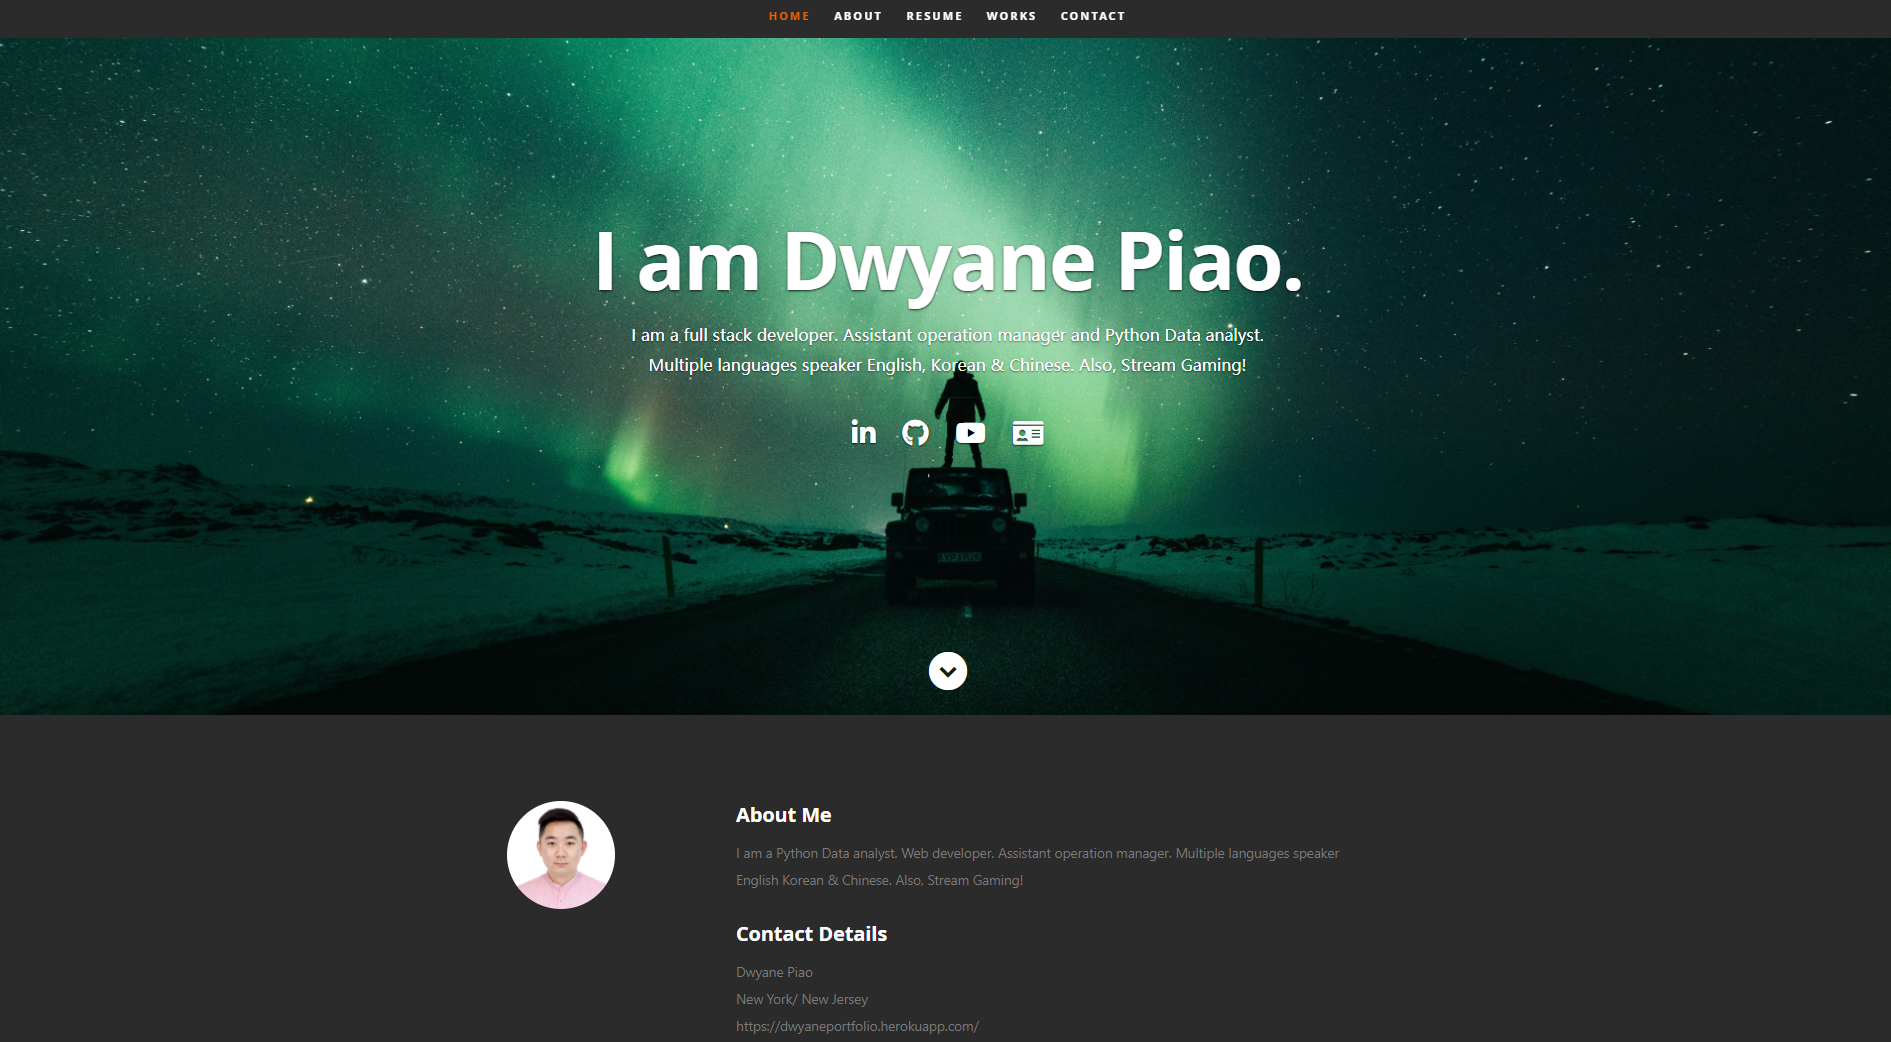 HOME ABOUT RESUME WORKS CONTACT
I am Dwyane Piao.
I am a full stack developer. Assistant operation manager and Python Data analyst.
Multiple languages speaker English, Korean & Chinese. Also, Stream Gaming!
in
About Me
I am a Python Data analyst. Web developer. Assistant operation manager. Multiple languages speaker
English Korean & Chinese. Also, Stream Gaming!
Contact Details
Dwyane Piao
New York/ New Jersey
https://dwyaneportfolio.herokuapp.com/